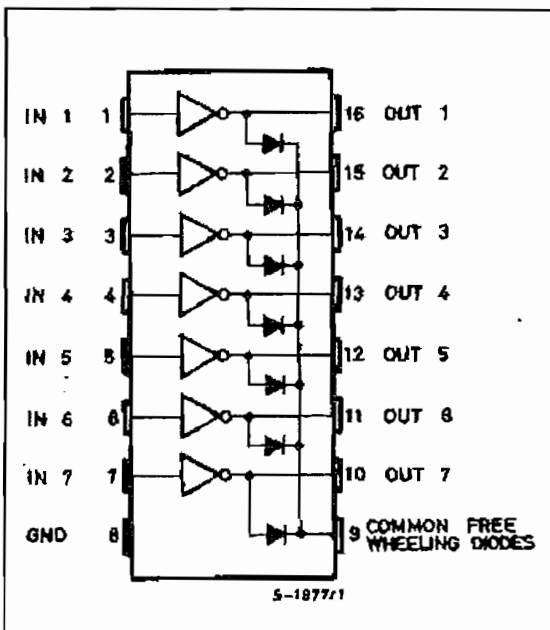 IN 1 1 16 OUT 1
IN 2 2 15 OUT 2
IN 3 3 14 OUT 3
IN 4 4 13 OUT 4
IN 5 5 12 OUT 5
IN 6 6 11 OUT 6
IN 7 7 10 OUT 7
GND 8 9 COMMON FREE
WHEELING DIODES
S-1977/1